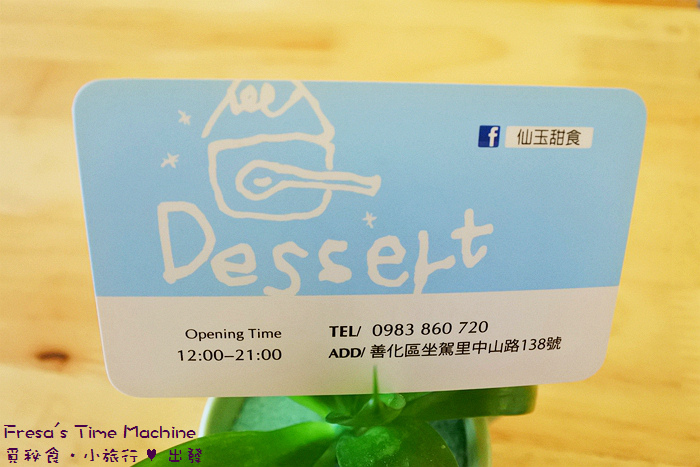 f 仙玉甜食
Dessert
Opening Time
12:00–21:00
TEL/ 0983 860 720
ADD/ 善化區坐駕里中山路138號
Fresa's Time Machine
覓秘食・小旅行 ♥ 出發